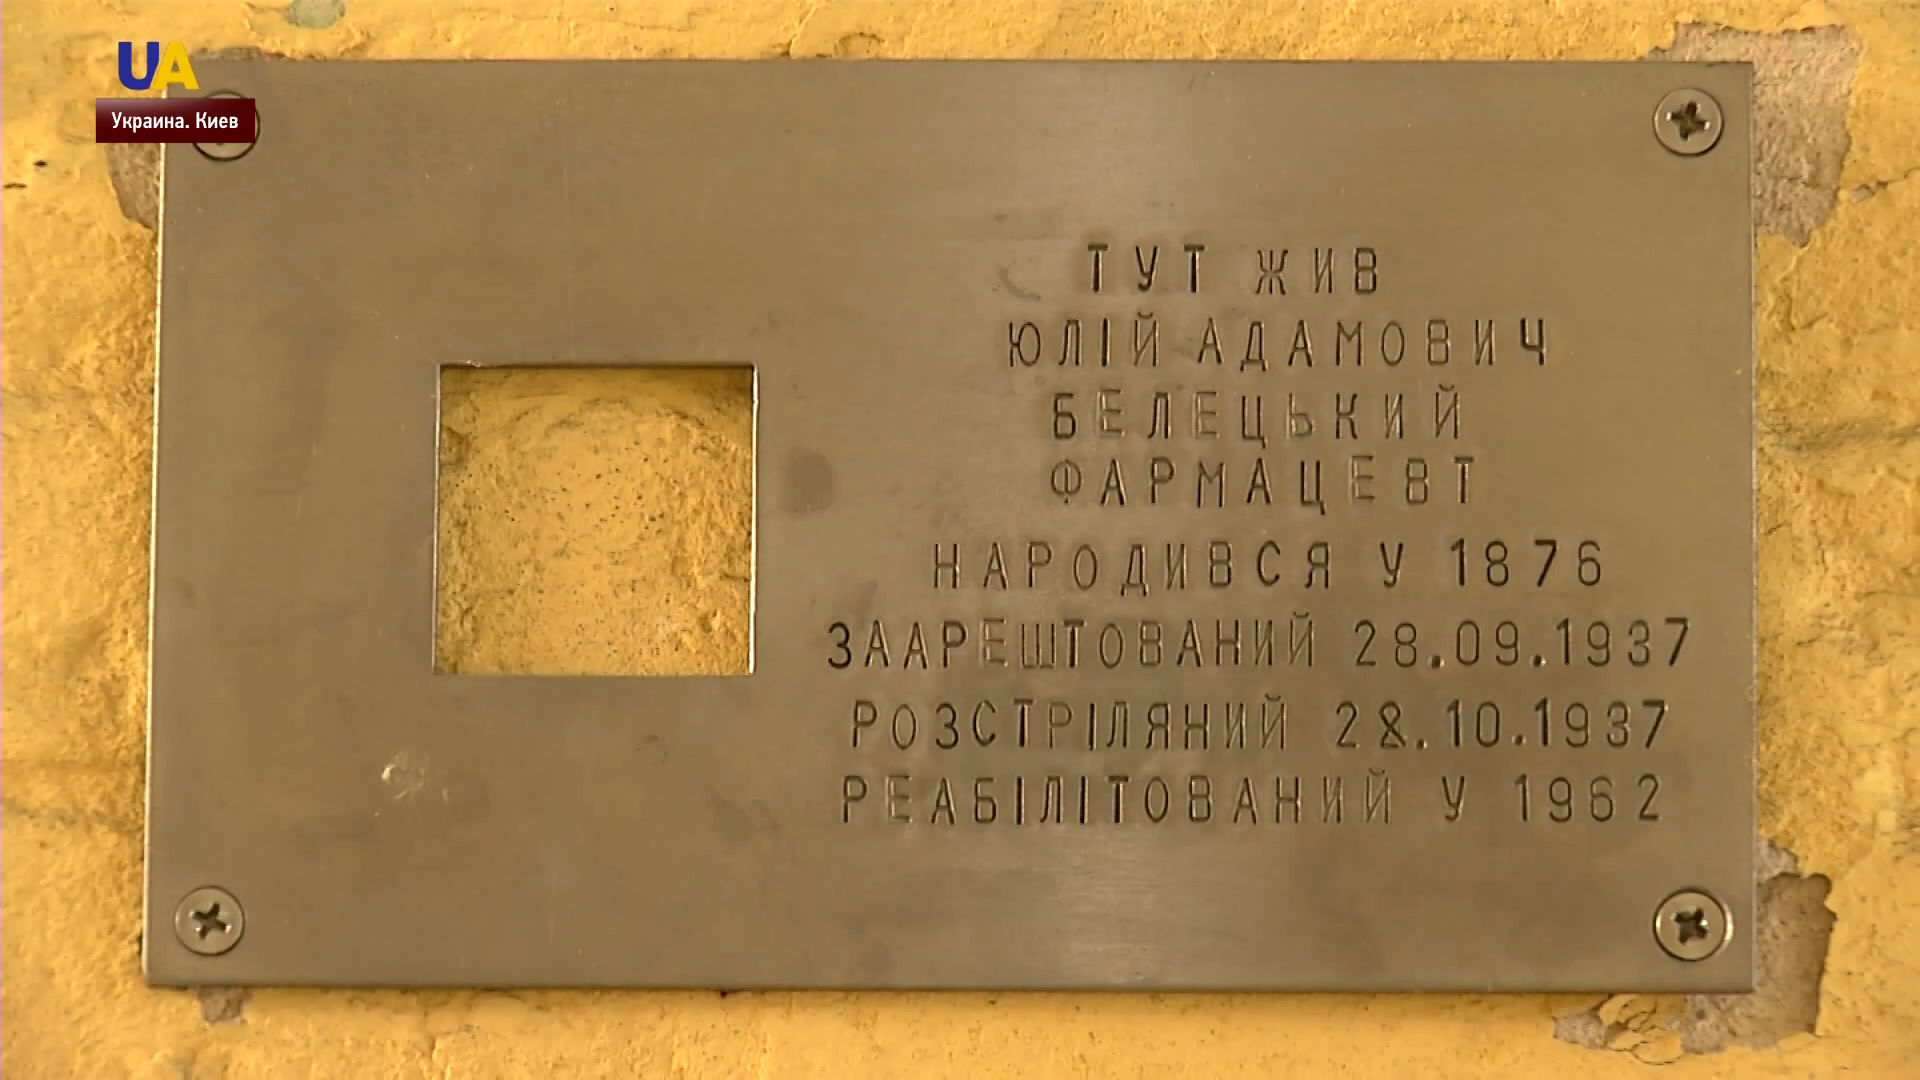 UA
Украина. Киев
ТУТ ЖИВ
ЮЛІЙ АДАМОВИЧ
БЕЛЕЦЬКИЙ
ФАРМАЦЕВТ
НАРОДИВСЯ У 1876
ЗААРЕШТОВАНИЙ 28.09.1937
РОЗСТРІЛЯНИЙ 28.10.1937
РЕАБІЛІТОВАНИЙ У 1962